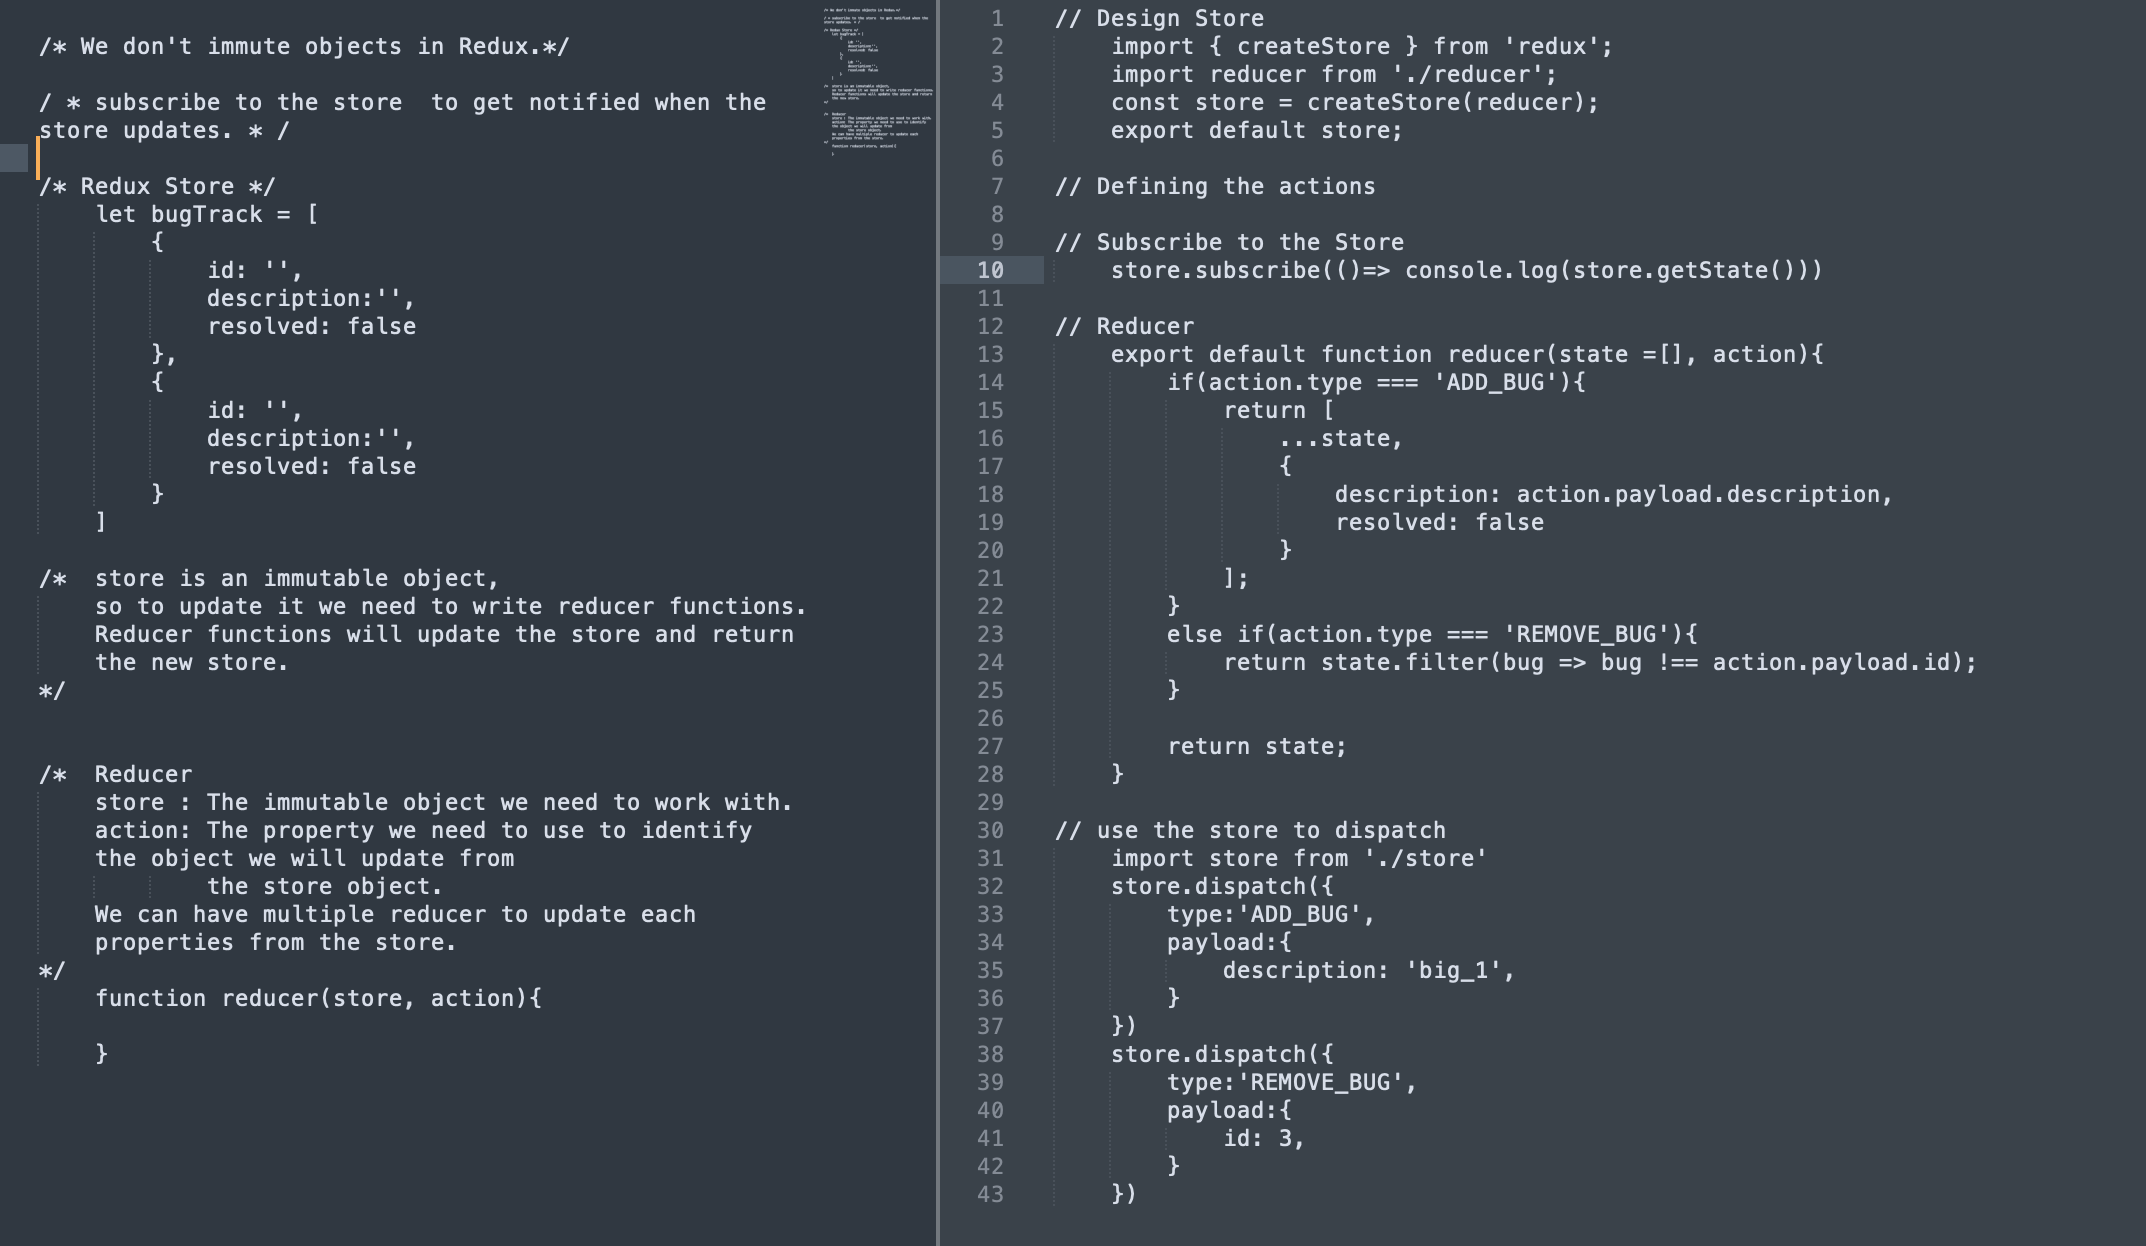 /* We don't immute objects in Redux.*/
/ * subscribe to the store  to get notified when the
store updates. * /
/* Redux Store */
let bugTrack = [
{
id: '',
description:'',
resolved: false
},
{
id: '',
description:'',
resolved: false
}
]
/*  store is an immutable object,
so to update it we need to write reducer functions.
Reducer functions will update the store and return
the new store.
*/
/*  Reducer
store : The immutable object we need to work with.
action: The property we need to use to identify
the object we will update from
the store object.
We can have multiple reducer to update each
properties from the store.
*/
function reducer(store, action){
}
1 // Design Store
2 import { createStore } from 'redux';
3 import reducer from './reducer';
4 const store = createStore(reducer);
5 export default store;
6
7 // Defining the actions
8
9 // Subscribe to the Store
10 store.subscribe(()=> console.log(store.getState()))
11
12 // Reducer
13 export default function reducer(state =[], action){
14 if(action.type === 'ADD_BUG'){
15 return [
16 ...state,
17 {
18 description: action.payload.description,
19 resolved: false
20 }
21 ];
22 }
23 else if(action.type === 'REMOVE_BUG'){
24 return state.filter(bug => bug !== action.payload.id);
25 }
26
27 return state;
28 }
29
30 // use the store to dispatch
31 import store from './store'
32 store.dispatch({
33 type:'ADD_BUG',
34 payload:{
35 description: 'big_1',
36 }
37 })
38 store.dispatch({
39 type:'REMOVE_BUG',
40 payload:{
41 id: 3,
42 }
43 })